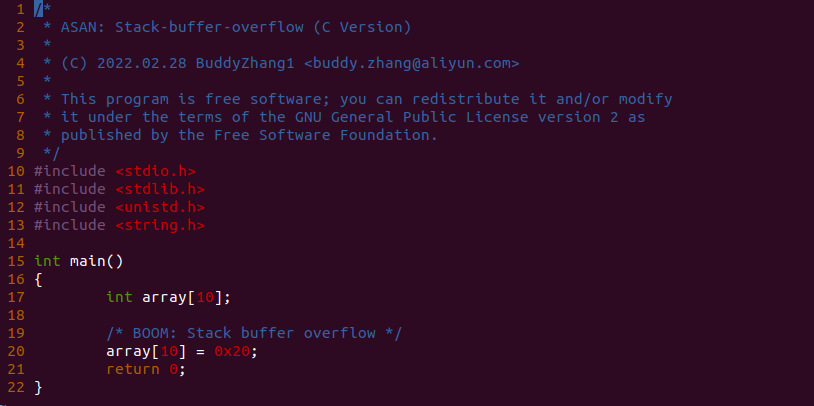 1 /*
2  * ASAN: Stack-buffer-overflow (C Version)
3  *
4  * (C) 2022.02.28 BuddyZhang1 <buddy.zhang@aliyun.com>
5  *
6  * This program is free software; you can redistribute it and/or modify
7  * it under the terms of the GNU General Public License version 2 as
8  * published by the Free Software Foundation.
9  */
10 #include <stdio.h>
11 #include <stdlib.h>
12 #include <unistd.h>
13 #include <string.h>
14
15 int main()
16 {
17         int array[10];
18
19         /* BOOM: Stack buffer overflow */
20         array[10] = 0x20;
21         return 0;
22 }